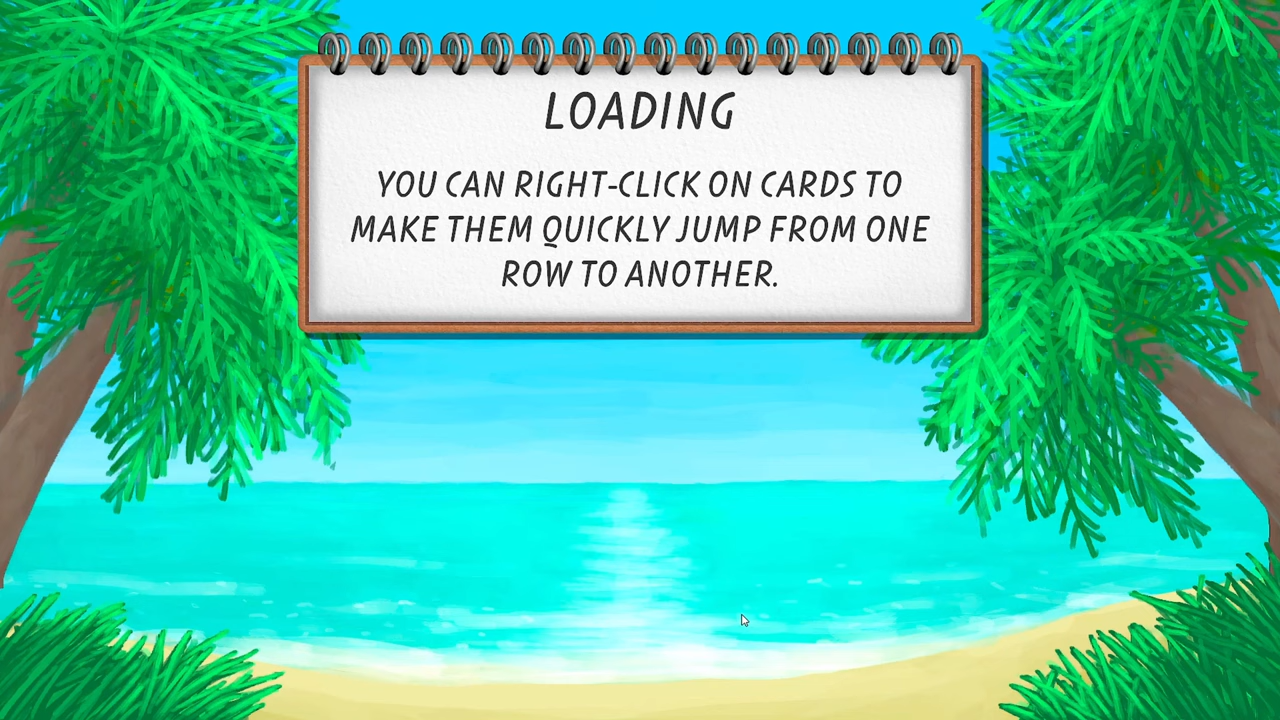 LOADING
YOU CAN RIGHT-CLICK ON CARDS TO
MAKE THEM QUICKLY JUMP FROM ONE
ROW TO ANOTHER.